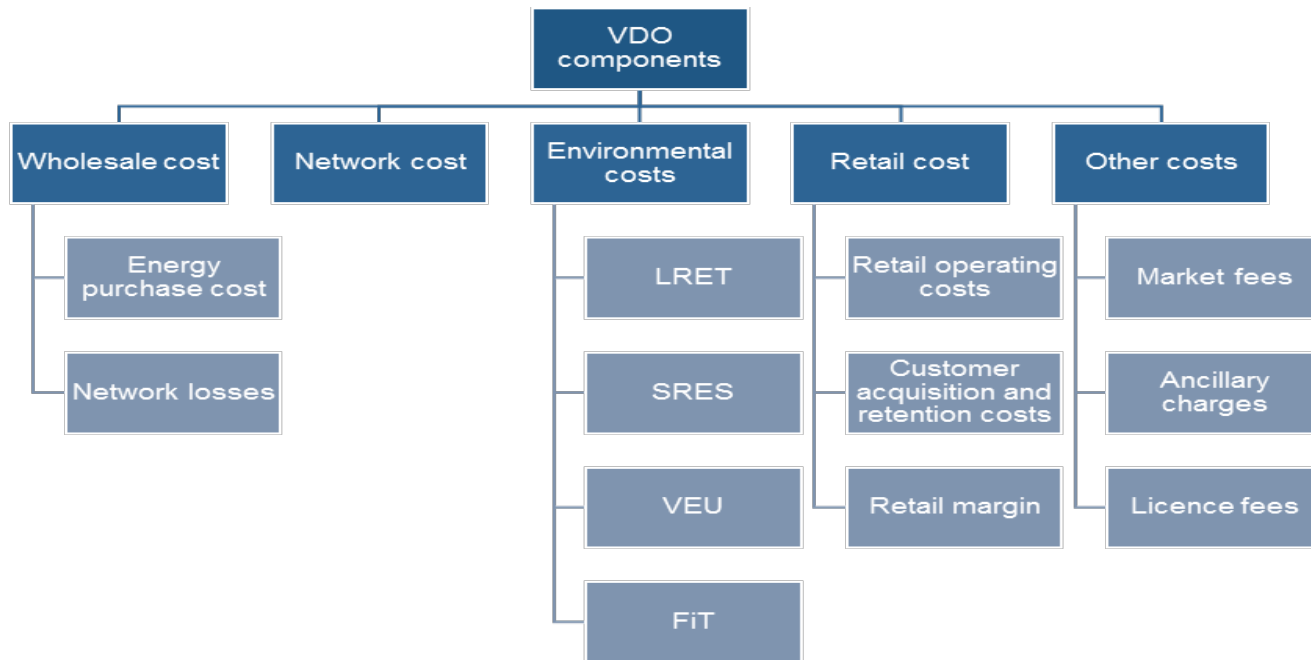 VDO
components
Wholesale cost
Network cost
Environmental
costs
Retail cost
Other costs
Energy
purchase cost
Network losses
LRET
SRES
VEU
FiT
Retail operating
costs
Customer
acquisition and
retention costs
Retail margin
Market fees
Ancillary
charges
Licence fees